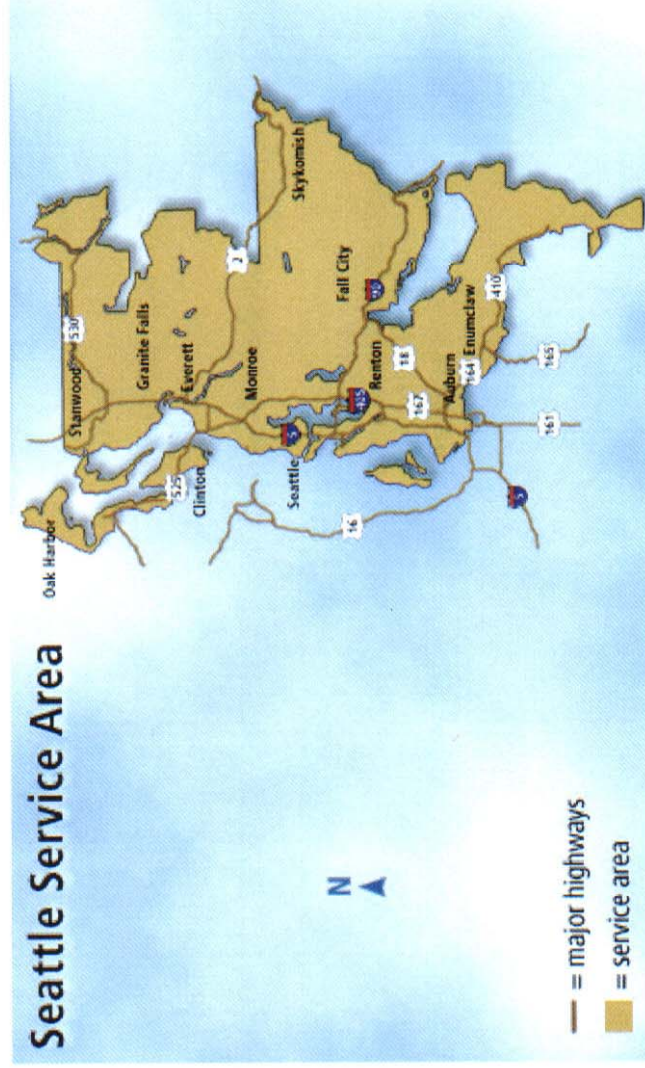 Seattle Service Area
Oak Harbor
Stanwood
530
Granite Falls
Everett
525
Clinton
2
Monroe
Skykomish
5
Seattle
Fall City
90
405
Renton
16
18
167
Auburn
164
Enumclaw
410
161
165
5
N
= major highways
= service area